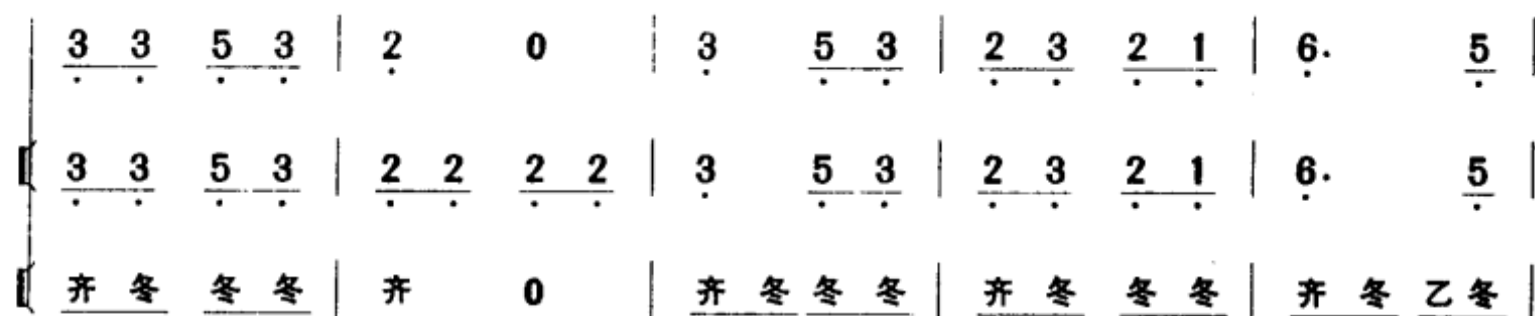 3 3 5 3 | 2 0 | 3 5 3 | 2 3 2 1 | 6. 5 |
3 3 5 3 | 2 2 2 2 | 3 5 3 | 2 3 2 1 | 6. 5 |
齐 冬 冬 冬 | 齐 0 | 齐 冬 冬 冬 | 齐 冬 冬 冬 | 齐 冬 乙 冬 |